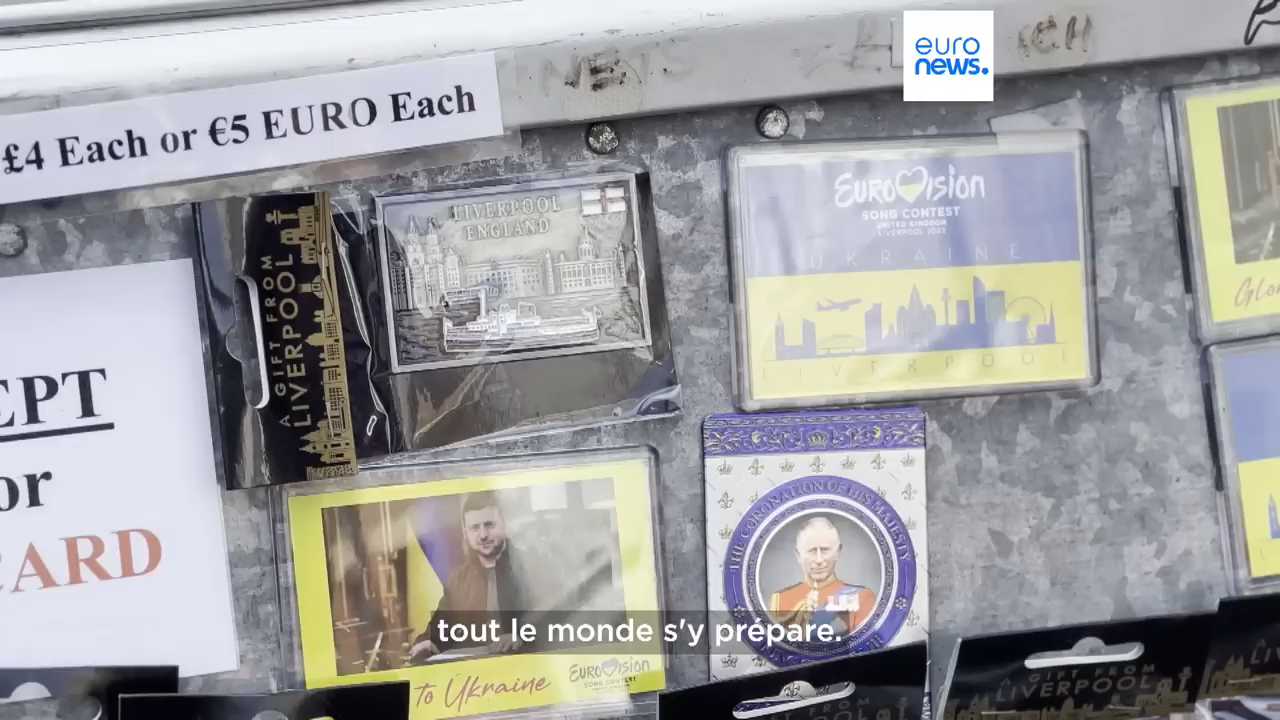 euro
news.
£4 Each or €5 EURO Each
LIVERPOOL
ENGLAND
A GIFT FROM
LIVERPOOL
EUROVISION
SONG CONTEST
UNITED KINGDOM
LIVERPOOL 2023
UKRAINE
LIVERPOOL
EPT
or
CARD
THE CORONATION OF HIS MAJESTY
Glor
tout le monde s'y prépare.
to Ukraine
EUROVISION
SONG CONTEST
A GIFT FROM
LIVERPOOL